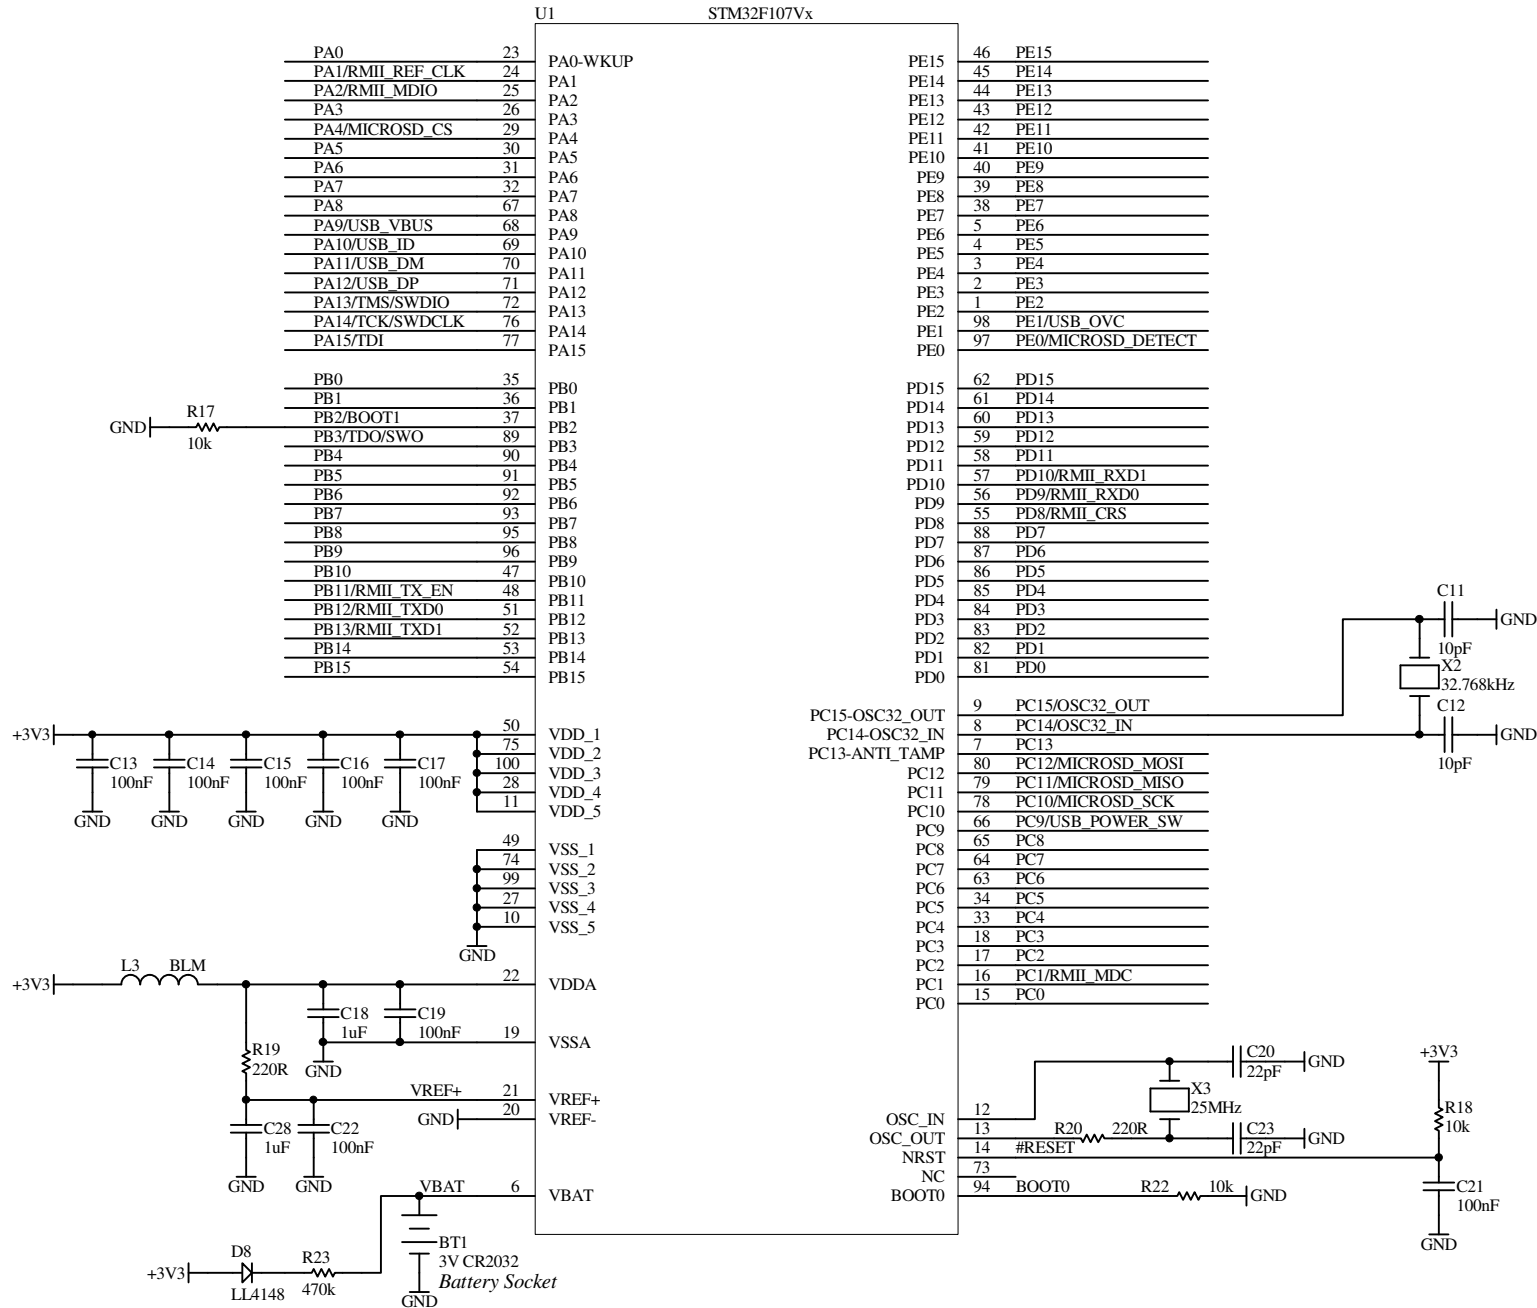 U1 STM32F107Vx
PA0 23 PA0-WKUP
PA1/RMII_REF_CLK 24 PA1
PA2/RMII_MDIO 25 PA2
PA3 26 PA3
PA4/MICROSD_CS 29 PA4
PA5 30 PA5
PA6 31 PA6
PA7 32 PA7
PA8 67 PA8
PA9/USB_VBUS 68 PA9
PA10/USB_ID 69 PA10
PA11/USB_DM 70 PA11
PA12/USB_DP 71 PA12
PA13/TMS/SWDIO 72 PA13
PA14/TCK/SWDCLK 76 PA14
PA15/TDI 77 PA15
PB0 35 PB0
PB1 36 PB1
GND R17 10k PB2/BOOT1 37 PB2
PB3/TDO/SWO 89 PB3
PB4 90 PB4
PB5 91 PB5
PB6 92 PB6
PB7 93 PB7
PB8 95 PB8
PB9 96 PB9
PB10 47 PB10
PB11/RMII_TX_EN 48 PB11
PB12/RMII_TXD0 51 PB12
PB13/RMII_TXD1 52 PB13
PB14 53 PB14
PB15 54 PB15
+3V3 50 VDD_1
75 VDD_2
100 VDD_3
28 VDD_4
11 VDD_5
C13 C14 C15 C16 C17
100nF 100nF 100nF 100nF 100nF
GND GND GND GND GND
49 VSS_1
74 VSS_2
99 VSS_3
27 VSS_4
10 VSS_5
GND
+3V3 L3 BLM 22 VDDA
C18 C19
1uF 100nF
19 VSSA
GND
R19
220R
VREF+ 21 VREF+
GND 20 VREF-
C28 C22
1uF 100nF
GND GND
VBAT 6 VBAT
BT1
3V CR2032
Battery Socket
GND
+3V3 D8 R23
LL4148 470k
PE15 46 PE15
PE14 45 PE14
PE13 44 PE13
PE12 43 PE12
PE11 42 PE11
PE10 41 PE10
PE9 40 PE9
PE8 39 PE8
PE7 38 PE7
PE6 5 PE6
PE5 4 PE5
PE4 3 PE4
PE3 2 PE3
PE2 1 PE2
PE1 98 PE1/USB_OVC
PE0 97 PE0/MICROSD_DETECT
PD15 62 PD15
PD14 61 PD14
PD13 60 PD13
PD12 59 PD12
PD11 58 PD11
PD10 57 PD10/RMII_RXD1
PD9 56 PD9/RMII_RXD0
PD8 55 PD8/RMII_CRS
PD7 88 PD7
PD6 87 PD6
PD5 86 PD5
PD4 85 PD4
PD3 84 PD3
PD2 83 PD2
PD1 82 PD1
PD0 81 PD0
PC15-OSC32_OUT 9 PC15/OSC32_OUT
PC14-OSC32_IN 8 PC14/OSC32_IN
PC13-ANTI_TAMP 7 PC13
PC12 80 PC12/MICROSD_MOSI
PC11 79 PC11/MICROSD_MISO
PC10 78 PC10/MICROSD_SCK
PC9 66 PC9/USB_POWER_SW
PC8 65 PC8
PC7 64 PC7
PC6 63 PC6
PC5 34 PC5
PC4 33 PC4
PC3 18 PC3
PC2 17 PC2
PC1 16 PC1/RMII_MDC
PC0 15 PC0
C11
GND
10pF
X2
32.768kHz
C12
GND
10pF
C20
GND
22pF
X3
25MHz
OSC_IN 12
OSC_OUT 13 R20 220R C23 GND
22pF
NRST 14 #RESET
NC 73
BOOT0 94 BOOT0 R22 10k GND
+3V3
R18
10k
C21
100nF
GND